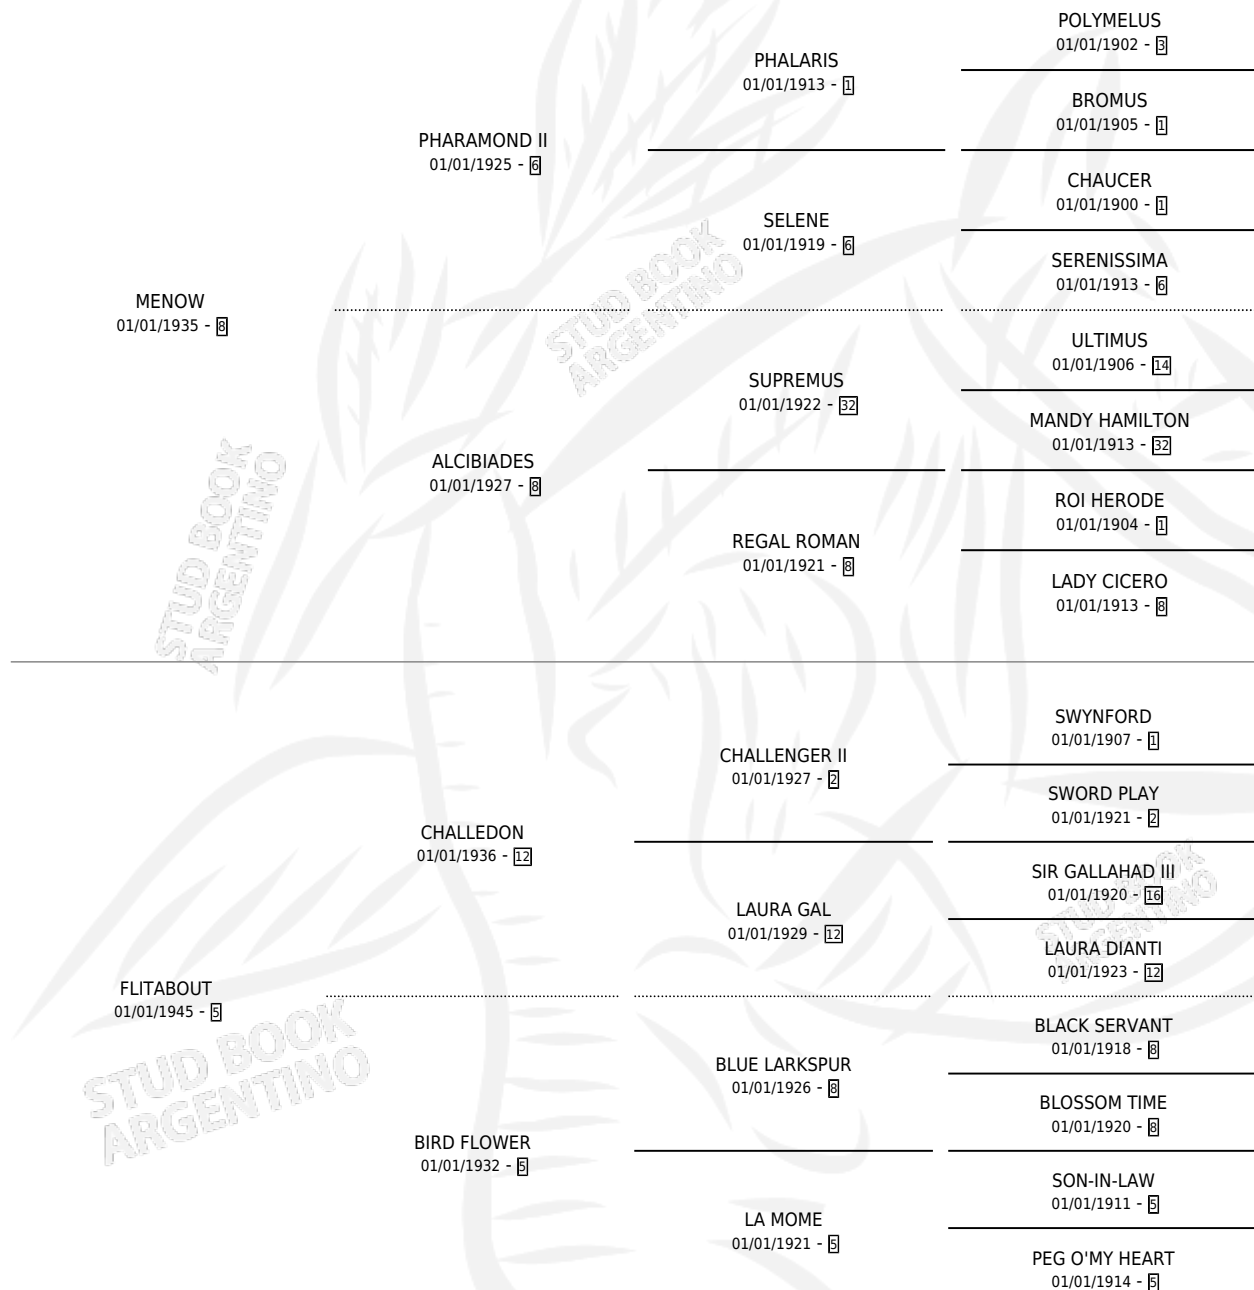 POLYMELUS
01/01/1902 - 3
PHALARIS
01/01/1913 - 1
BROMUS
01/01/1905 - 1
PHARAMOND II
01/01/1925 - 6
CHAUCER
01/01/1900 - 1
SELENE
01/01/1919 - 6
SERENISSIMA
01/01/1913 - 6
MENOW
01/01/1935 - 8
ULTIMUS
01/01/1906 - 14
SUPREMUS
01/01/1922 - 32
MANDY HAMILTON
01/01/1913 - 32
ALCIBIADES
01/01/1927 - 8
ROI HERODE
01/01/1904 - 1
REGAL ROMAN
01/01/1921 - 8
LADY CICERO
01/01/1913 - 8
SWYNFORD
01/01/1907 - 1
CHALLENGER II
01/01/1927 - 2
SWORD PLAY
01/01/1921 - 2
CHALLEDON
01/01/1936 - 12
SIR GALLAHAD III
01/01/1920 - 16
LAURA GAL
01/01/1929 - 12
LAURA DIANTI
01/01/1923 - 12
FLITABOUT
01/01/1945 - 5
BLACK SERVANT
01/01/1918 - 8
BLUE LARKSPUR
01/01/1926 - 8
BLOSSOM TIME
01/01/1920 - 8
BIRD FLOWER
01/01/1932 - 5
SON-IN-LAW
01/01/1911 - 5
LA MOME
01/01/1921 - 5
PEG O'MY HEART
01/01/1914 - 5
STUD BOOK
ARGENTINO
STUD BOOK
ARGENTINO
STUD BOOK
ARGENTINO
STUD BOOK
ARGENTINO